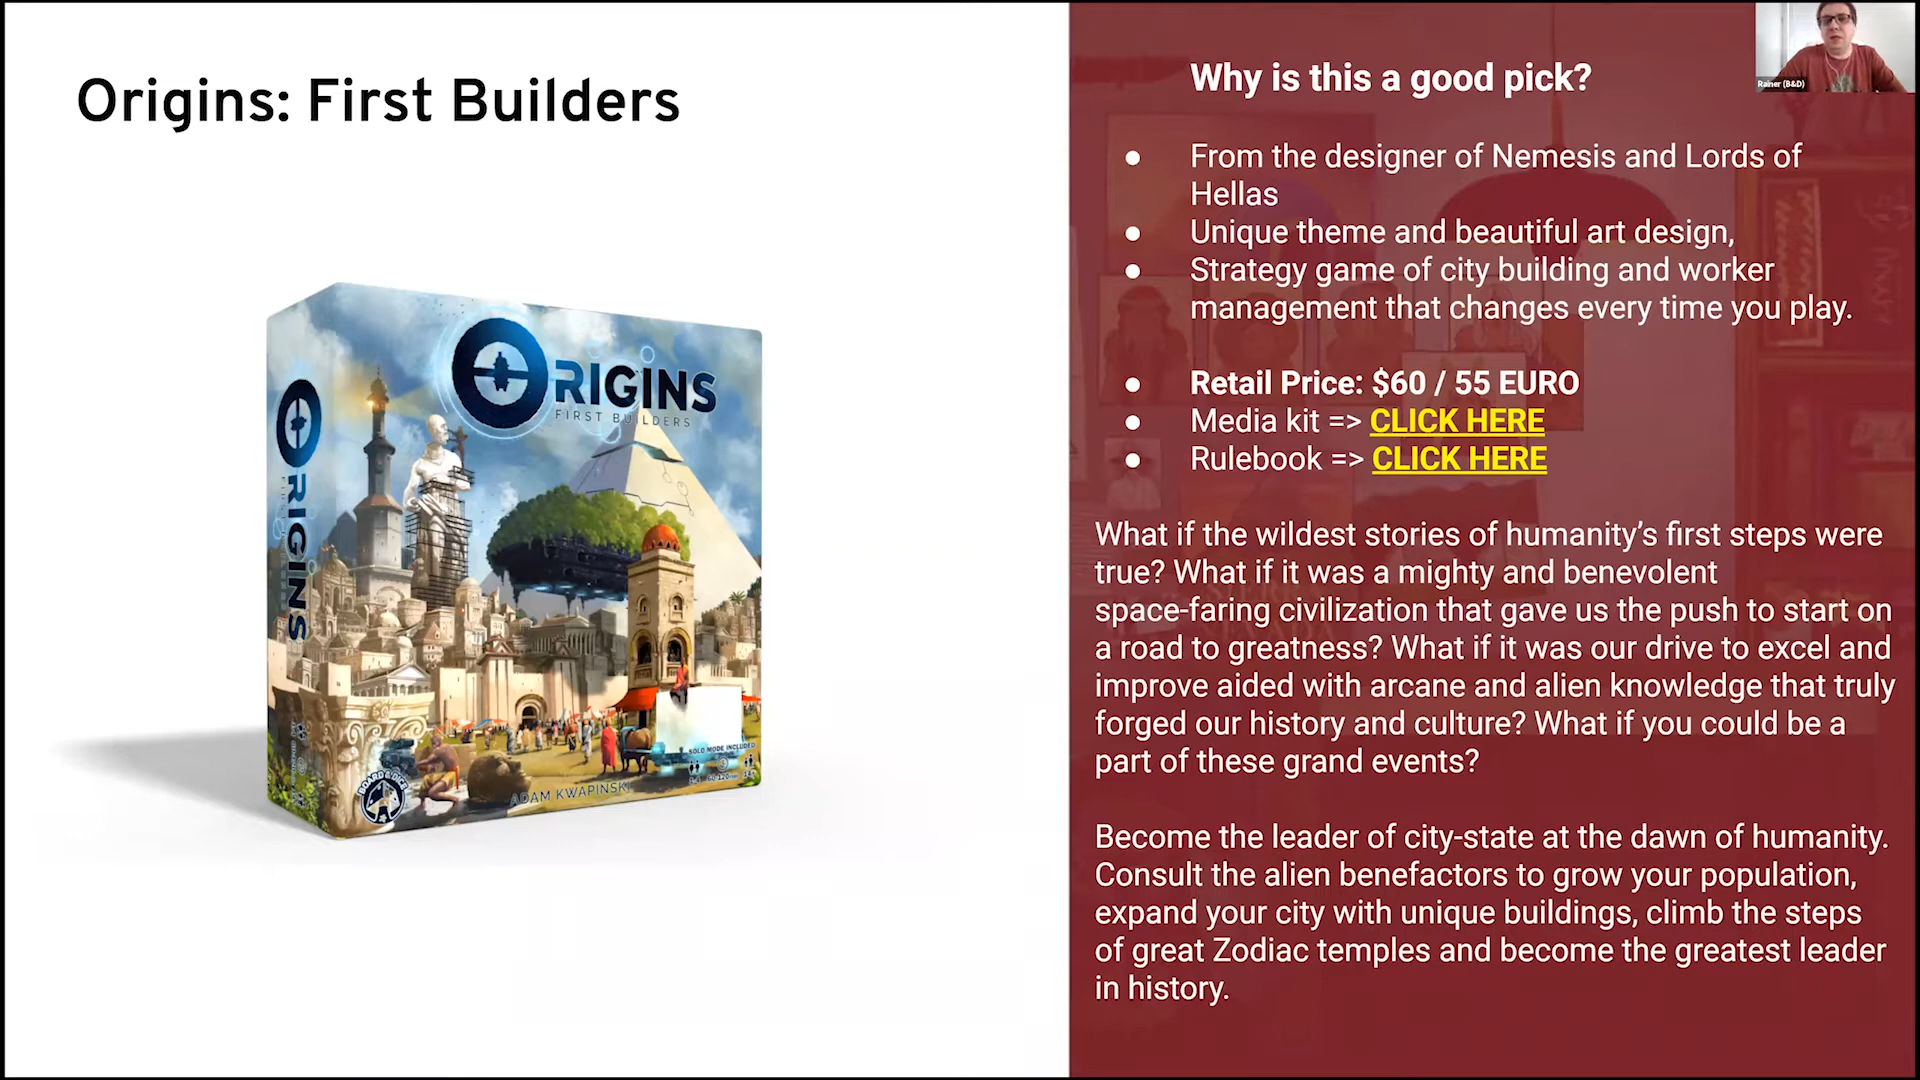 Origins: First Builders
ORIGINS
FIRST BUILDERS
ORIGINS
SOLO MODE INCLUDED
60-120
14+
ADAM KWAPIŃSKI
BOARD & DICE
Why is this a good pick?
● From the designer of Nemesis and Lords of
Hellas
● Unique theme and beautiful art design,
● Strategy game of city building and worker
management that changes every time you play.
● Retail Price: $60 / 55 EURO
● Media kit => CLICK HERE
● Rulebook => CLICK HERE
What if the wildest stories of humanity’s first steps were
true? What if it was a mighty and benevolent
space-faring civilization that gave us the push to start on
a road to greatness? What if it was our drive to excel and
improve aided with arcane and alien knowledge that truly
forged our history and culture? What if you could be a
part of these grand events?
Become the leader of city-state at the dawn of humanity.
Consult the alien benefactors to grow your population,
expand your city with unique buildings, climb the steps
of great Zodiac temples and become the greatest leader
in history.
Rainer (B&D)